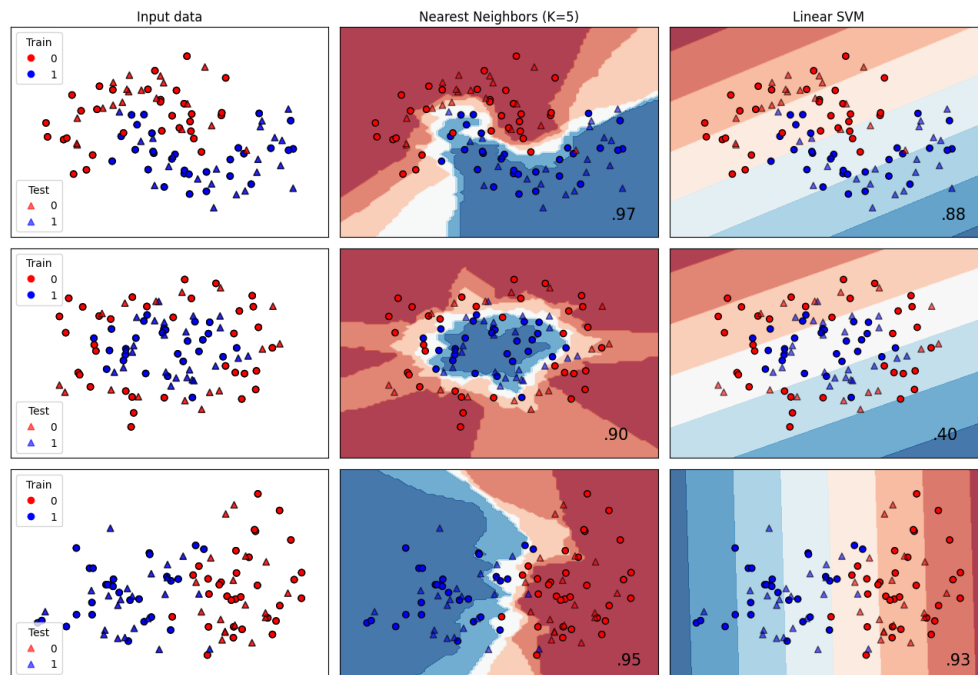 Input data
Nearest Neighbors (K=5)
Linear SVM
Train
0
1
Test
0
1
.97
.88
Train
0
1
Test
0
1
.90
.40
Train
0
1
Test
0
1
.95
.93